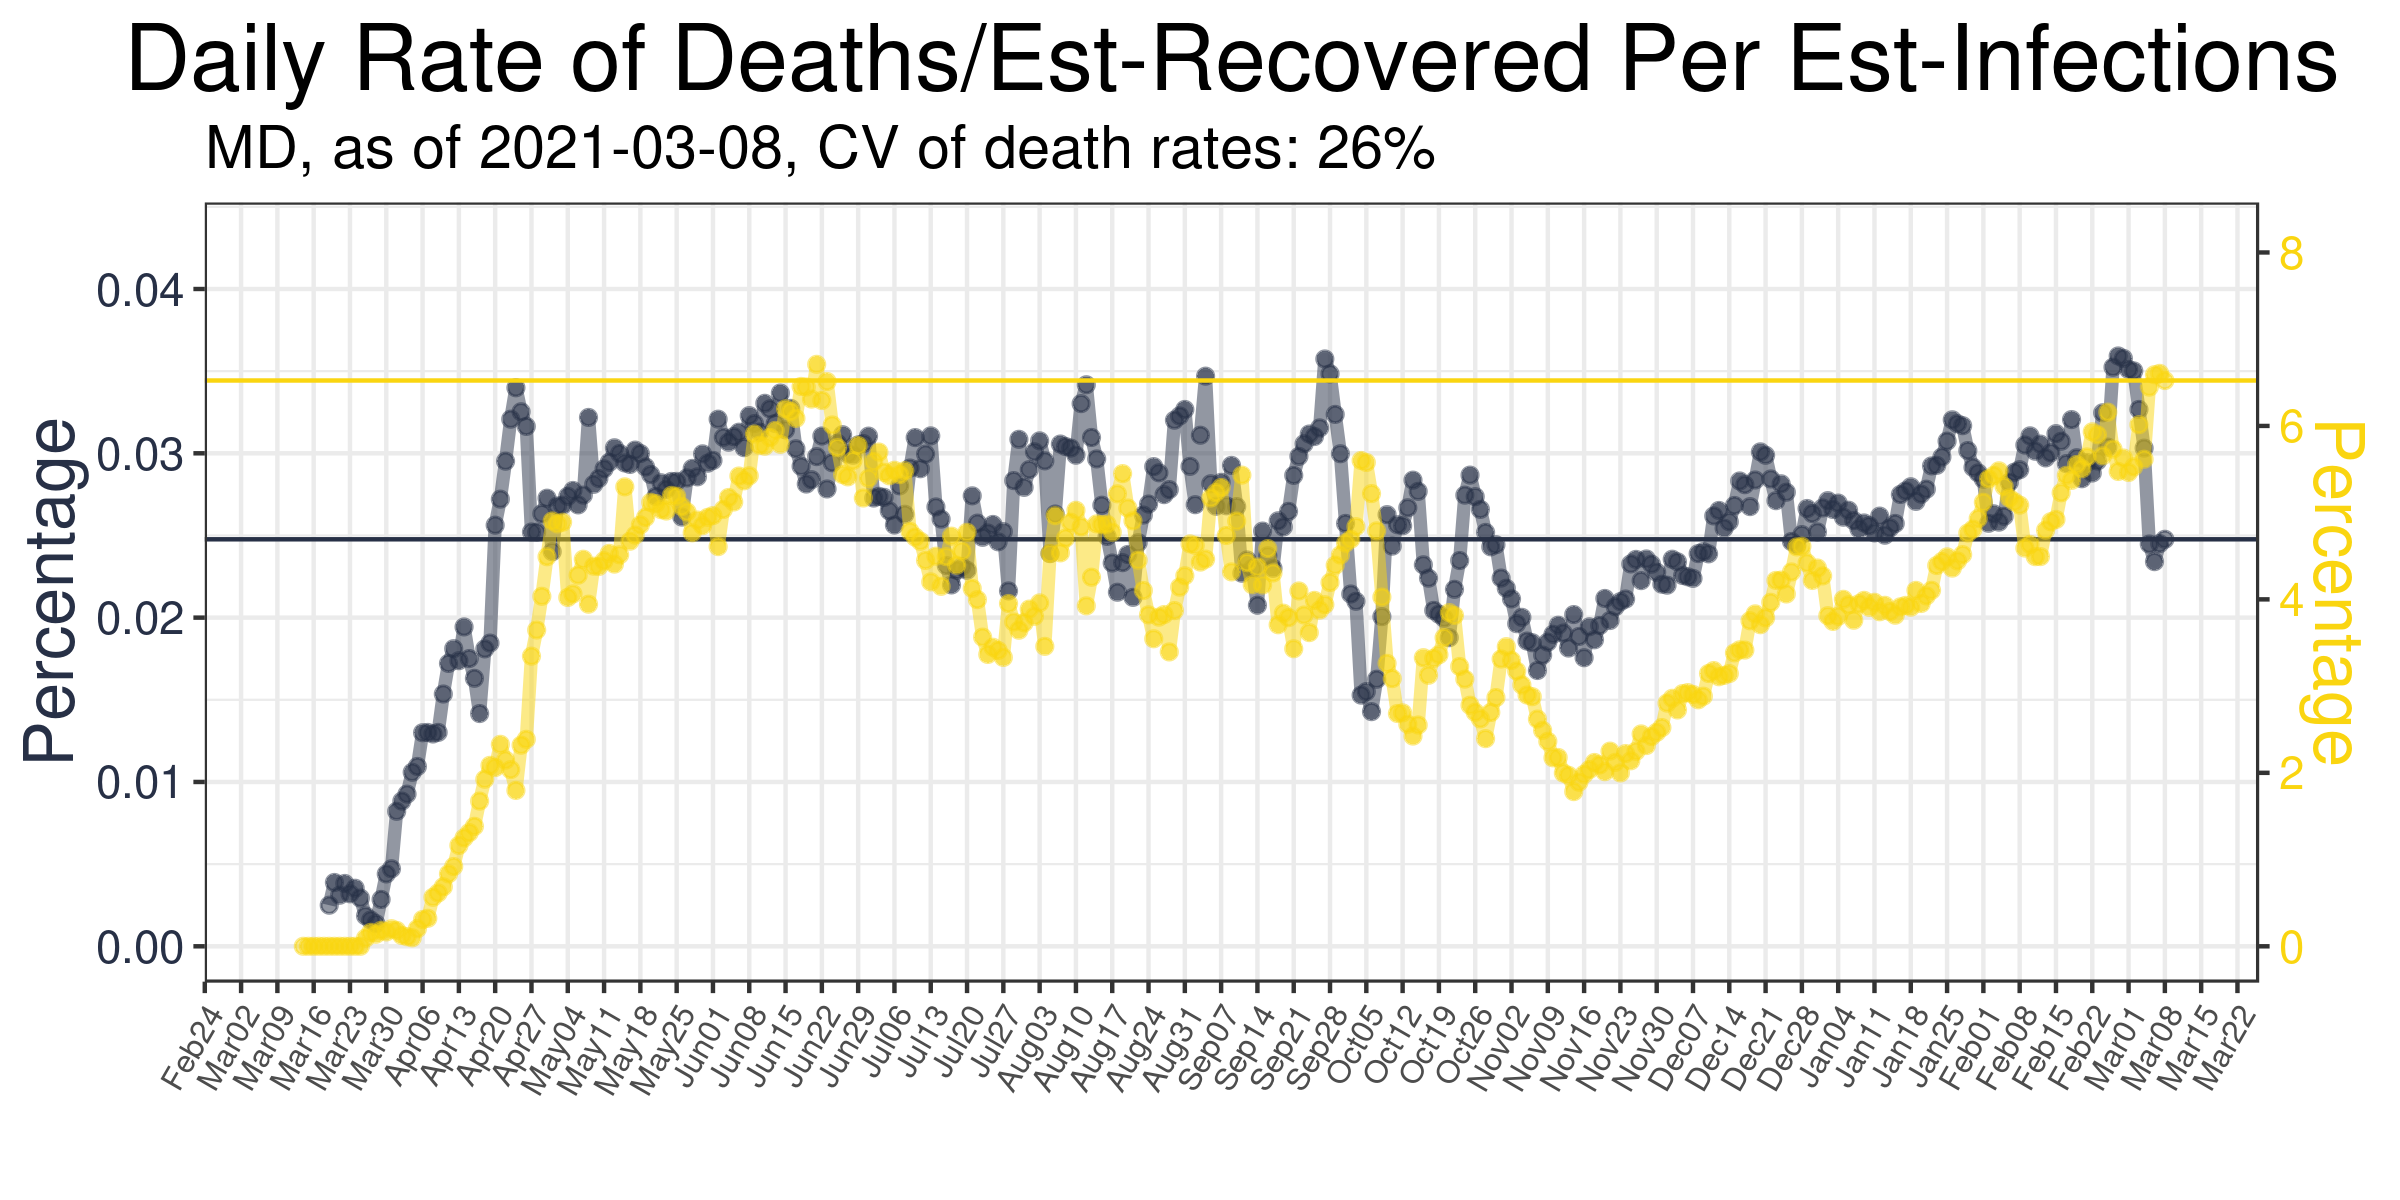 Daily Rate of Deaths/Est-Recovered Per Est-Infections
MD, as of 2021-03-08, CV of death rates: 26%
Percentage
0.04
0.03
0.02
0.01
0.00
8
6
4
2
0
Percentage
Feb24
Mar02
Mar09
Mar16
Mar23
Mar30
Apr06
Apr13
Apr20
Apr27
May04
May11
May18
May25
Jun01
Jun08
Jun15
Jun22
Jun29
Jul06
Jul13
Jul20
Jul27
Aug03
Aug10
Aug17
Aug24
Aug31
Sep07
Sep14
Sep21
Sep28
Oct05
Oct12
Oct19
Oct26
Nov02
Nov09
Nov16
Nov23
Nov30
Dec07
Dec14
Dec21
Dec28
Jan04
Jan11
Jan18
Jan25
Feb01
Feb08
Feb15
Feb22
Mar01
Mar08
Mar15
Mar22